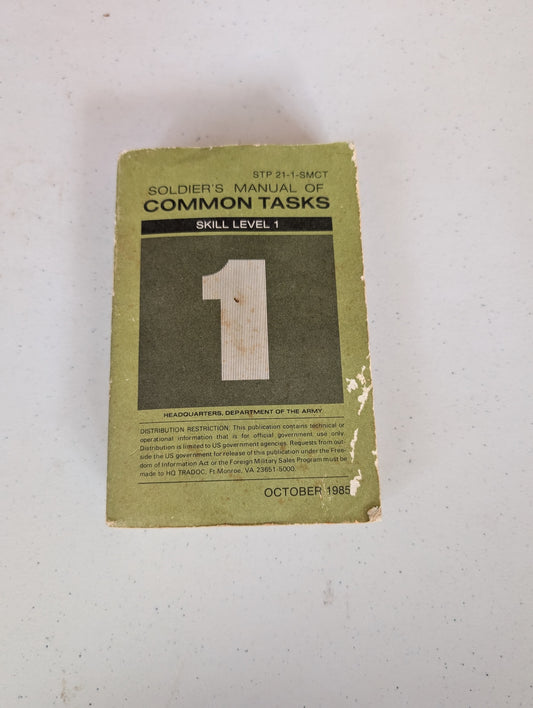 STP 21-1-SMCT
SOLDIER'S MANUAL OF
COMMON TASKS
SKILL LEVEL 1
1
HEADQUARTERS, DEPARTMENT OF THE ARMY
DISTRIBUTION RESTRICTION: This publication contains technical or
operational information that is for official government use only.
Distribution is limited to US government agencies. Requests from out-
side the US government for release of this publication under the Free-
dom of Information Act or the Foreign Military Sales Program must be
made to HQ TRADOC, Ft. Monroe, VA 23651-5000.
OCTOBER 1985